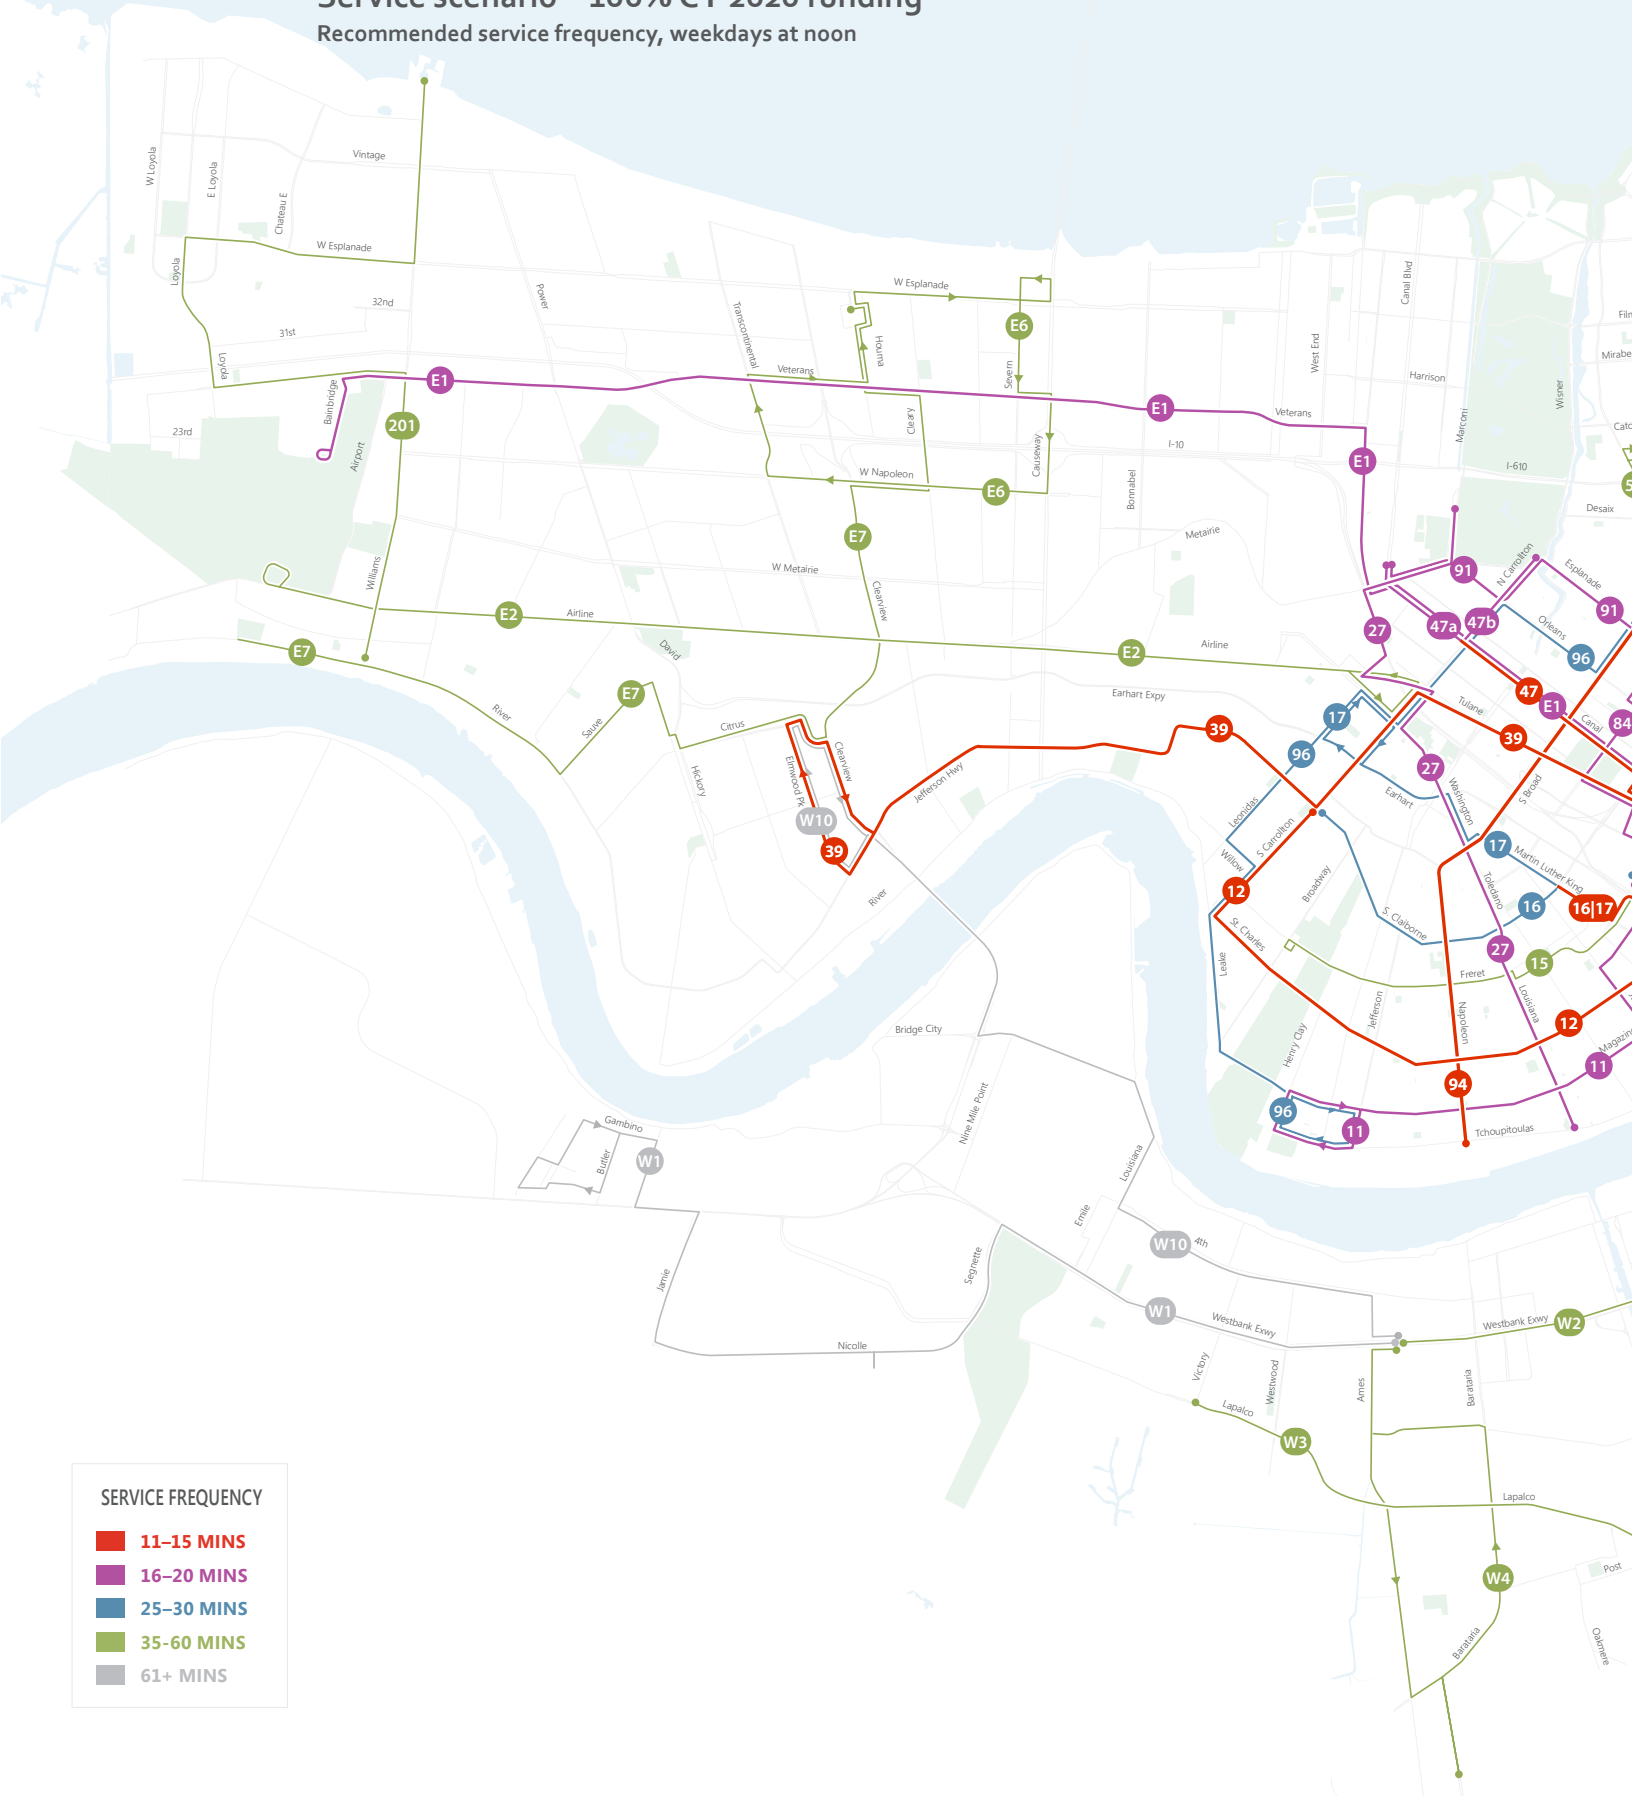 Service scenario – 100% CY 2020 funding
Recommended service frequency, weekdays at noon
W Loyola
E Loyola
Chateau E
Vintage
W Esplanade
Loyola
32nd
31st
Loyola
Power
Transcontinental
W Esplanade
Houma
E6
Severn
Veterans
Bainbridge
E1
23rd
Airport
201
Cleary
E1
Causeway
Veterans
I-10
West End
Canal Blvd
Harrison
Marconi
Wisner
Mirabe
Film
E1
I-610
W Napoleon
E6
Bonnabel
Desaix
E7
Metairie
W Metairie
Williams
Clearview
91
N Carrollton
Esplanade
91
E2
Airline
27
47a
47b
Orleans
96
E7
David
E2
Airline
Earhart Expy
47
E1
Canal
84
Tulane
39
E7
River
Sauve
Citrus
Hickory
Elmwood Pk
Clearview
W10
39
Jefferson Hwy
39
17
96
27
Earhart
Washington
S Broad
Leonidas
Willow
S Carrollton
12
Broadway
River
17
Martin Luther King
Toledano
16
16|17
St. Charles
S. Claiborne
Leake
27
15
Freret
Louisiana
Napoleon
Jefferson
12
Henry Clay
Magazine
11
94
96
11
Tchoupitoulas
Bridge City
Nine Mile Point
Gambino
Butler
W1
Louisiana
Emile
W10
4th
Jamie
Segnette
W1
Westbank Exwy
Westbank Exwy
W2
Nicolle
Victory
Westwood
Ames
Barataria
Lapalco
W3
Lapalco
W4
Post
Barataria
Oakmere
SERVICE FREQUENCY
11–15 MINS
16–20 MINS
25–30 MINS
35-60 MINS
61+ MINS